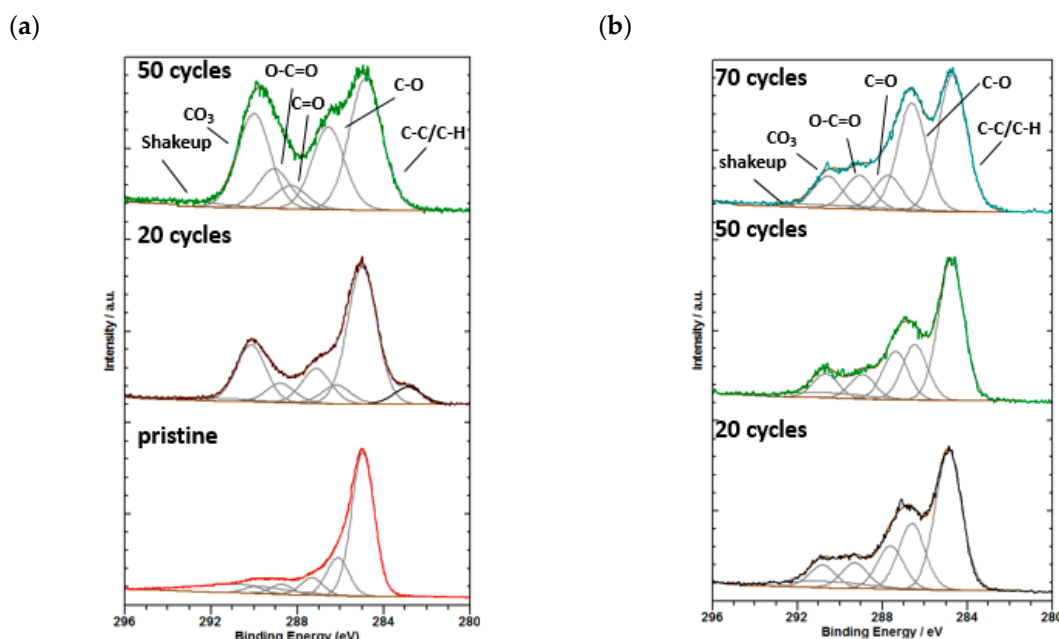 (a)
50 cycles
O-C=O
C=O
C-O
CO3
Shakeup
C-C/C-H
20 cycles
Intensity / a.u.
pristine
296 292 288 284 280
Binding Energy (eV)
(b)
70 cycles
C=O
C-O
O-C=O
CO3
shakeup
C-C/C-H
50 cycles
Intensity / a.u.
20 cycles
296 292 288 284 280
Binding Energy / eV)